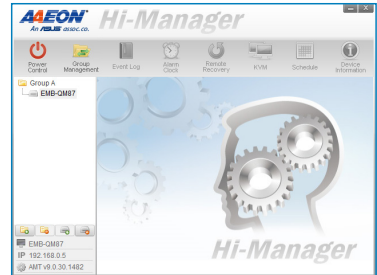 AAEON
An ASUS assoc.co.
Hi-Manager
Power
Control
Group
Management
Event Log
Alarm
Clock
Remote
Recovery
KVM
Schedule
Device
Information
Group A
EMB-QM87
EMB-QM87
IP 192.168.0.5
AMT v9.0.30.1482
Hi-Manager